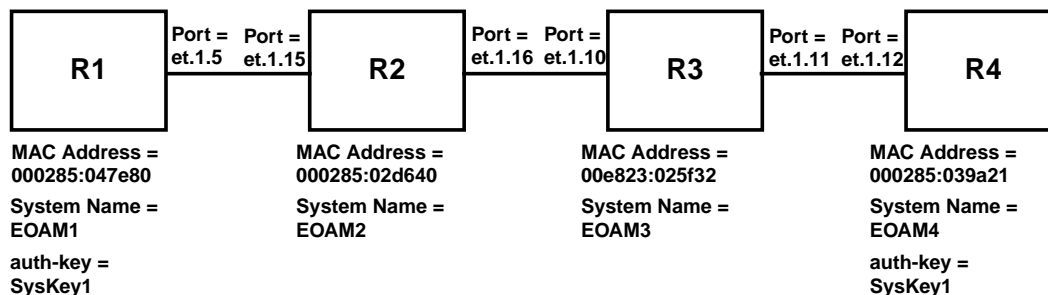 R1
Port =
et.1.5
Port =
et.1.15
R2
Port =
et.1.16
Port =
et.1.10
R3
Port =
et.1.11
Port =
et.1.12
R4
MAC Address =
000285:047e80
System Name =
EOAM1
auth-key =
SysKey1
MAC Address =
000285:02d640
System Name =
EOAM2
MAC Address =
00e823:025f32
System Name =
EOAM3
MAC Address =
000285:039a21
System Name =
EOAM4
auth-key =
SysKey1